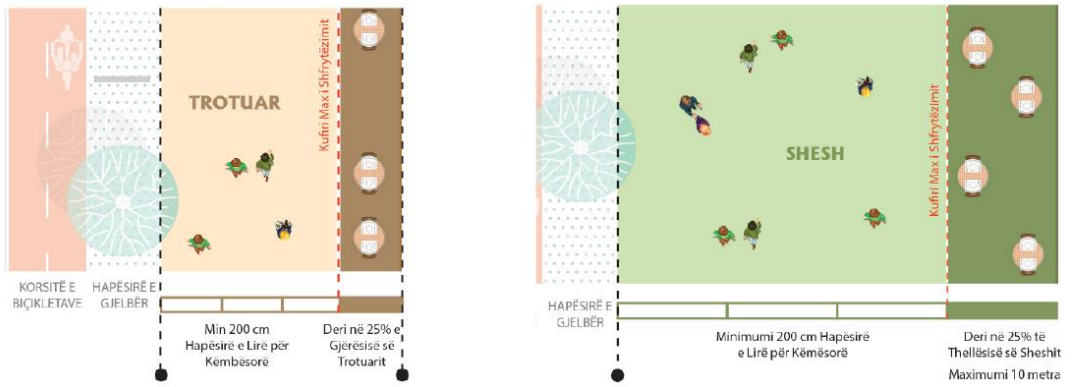 TROTUAR
Kufiri Max i Shfrytëzimit
KORSITË E
BIÇIKLETAVE
HAPËSIRË E
GJELBËR
Min 200 cm
Hapësirë e Lirë për
Këmbësorë
Deri në 25% e
Gjërësisë së
Trotuarit
SHESH
Kufiri Max i Shfrytëzimit
HAPËSIRË E
GJELBËR
Minimumi 200 cm Hapësirë
e Lirë për Këmësorë
Deri në 25% të
Thellësisë së Sheshit
Maximumi 10 metra